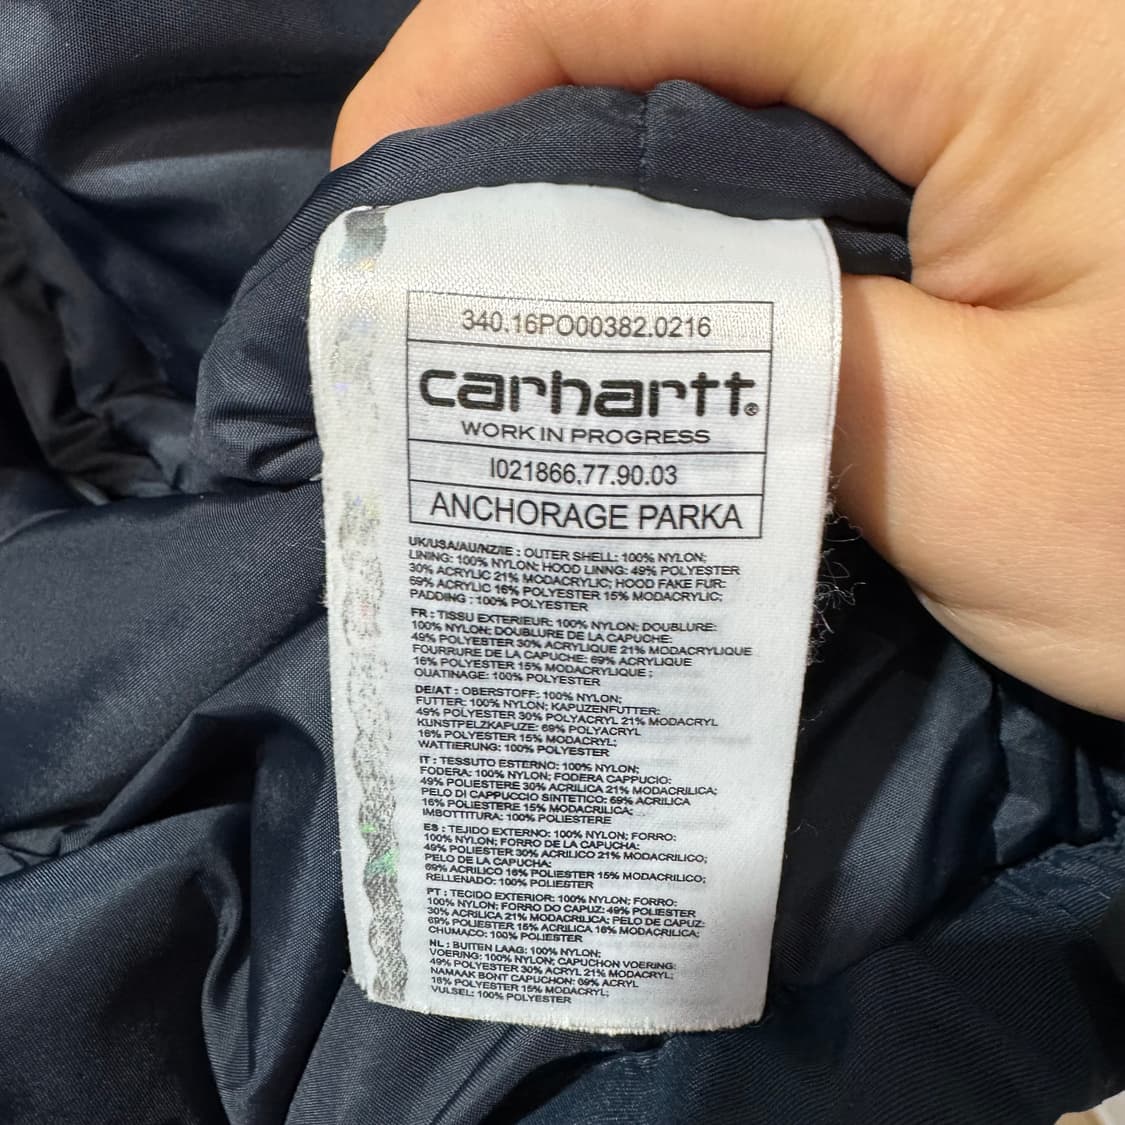 340.16PO00382.0216
carhartt®
WORK IN PROGRESS
I021866.77.90.03
ANCHORAGE PARKA
UK/USA/AU/NZ/IE : OUTER SHELL: 100% NYLON;
LINING: 100% NYLON; HOOD LINNG: 49% POLYESTER
30% ACRYLIC 21% MODACRYLIC; HOOD FAKE FUR:
69% ACRYLIC 16% POLYESTER 15% MODACRYLIC;
PADDING : 100% POLYESTER
FR : TISSU EXTERIEUR: 100% NYLON; DOUBLURE:
100% NYLON; DOUBLURE DE LA CAPUCHE:
49% POLYESTER 30% ACRYLIQUE 21% MODACRYLIQUE
FOURRURE DE LA CAPUCHE: 69% ACRYLIQUE
16% POLYESTER 15% MODACRYLIQUE ;
OUATINAGE: 100% POLYESTER
DE/AT : OBERSTOFF: 100% NYLON;
FUTTER: 100% NYLON; KAPUZENFUTTER:
49% POLYESTER 30% POLYACRYL 21% MODACRYL
KUNSTPELZKAPUZE: 69% POLYACRYL
16% POLYESTER 15% MODACRYL;
WATTIERUNG: 100% POLYESTER
IT : TESSUTO ESTERNO: 100% NYLON;
FODERA: 100% NYLON; FODERA CAPPUCIO:
49% POLIESTERE 30% ACRILICA 21% MODACRILICA;
PELO DI CAPPUCCIO SINTETICO: 69% ACRILICA
16% POLIESTERE 15% MODACRILICA;
IMBOTTITURA: 100% POLIESTERE
ES : TEJIDO EXTERNO: 100% NYLON; FORRO:
100% NYLON; FORRO DE LA CAPUCHA:
49% POLYESTER 30% ACRILICO 21% MODACRILICO;
PELO DE LA CAPUCHA:
69% ACRILICO 16% POLIESTER 15% MODACRILICO;
RELLENADO: 100% POLIESTER
PT : TECIDO EXTERIOR: 100% NYLON; FORRO:
100% NYLON; FORRO DO CAPUZ: 49% POLIESTER
30% ACRILICA 21% MODACRILICA; PELO DE CAPUZ:
69% POLYESTER 15% ACRILICA 16% MODACRILICA;
CHUMACO: 100% POLIESTER
NL : BUITEN LAAG: 100% NYLON;
VOERING: 100% NYLON; CAPUCHON VOERING:
49% POLYESTER 30% ACRYL 21% MODACRYL;
NAMAAK BONT CAPUCHON: 69% ACRYL
16% POLYESTER 15% MODACRYL;
VULSEL: 100% POLYESTER